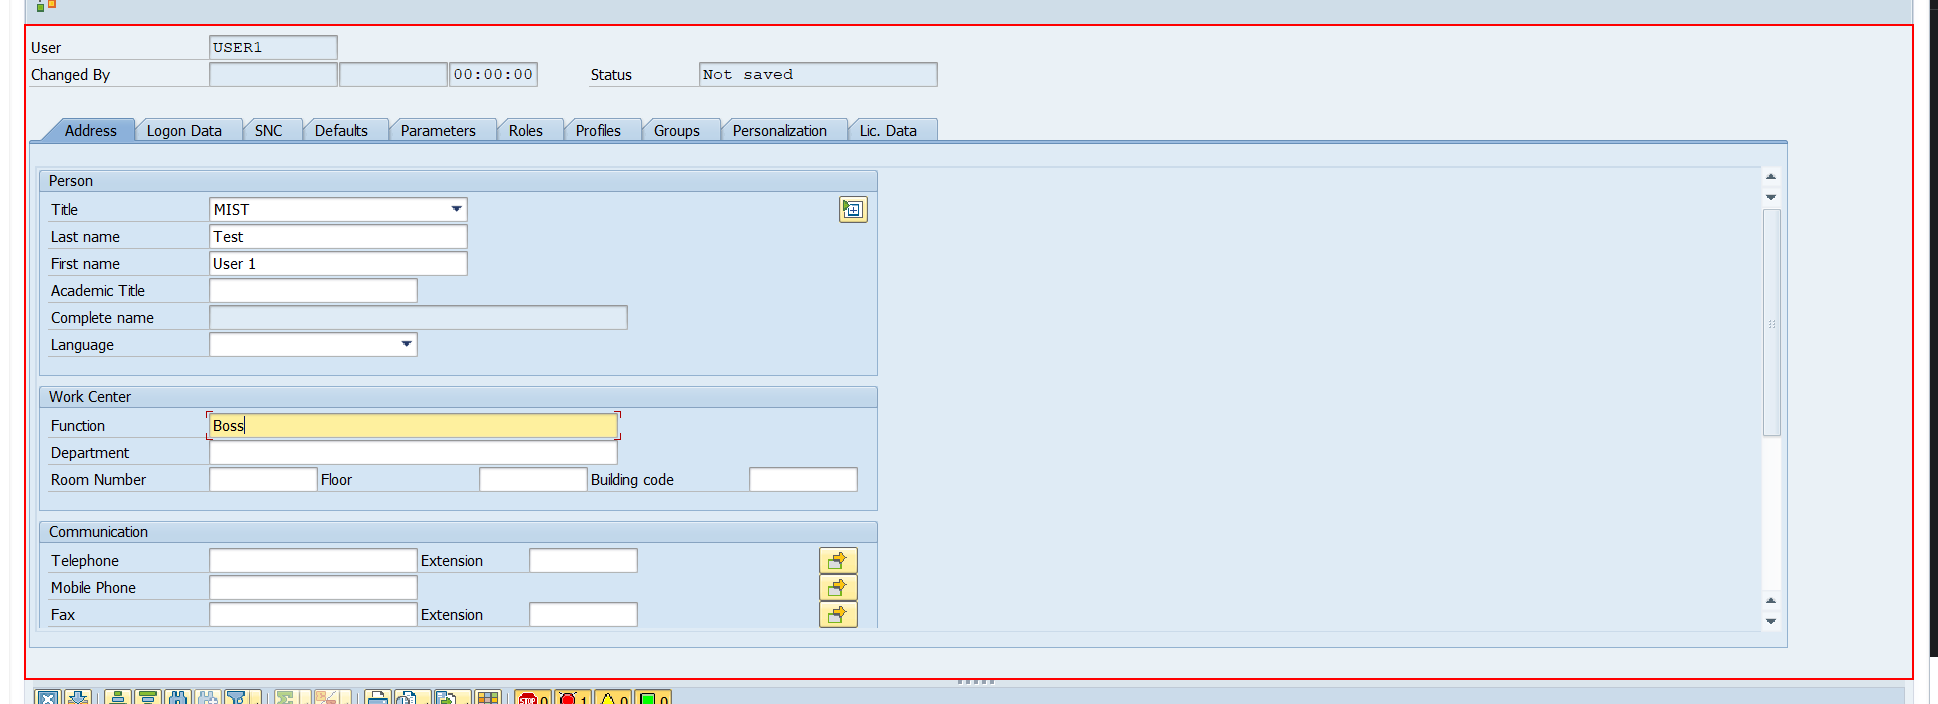 User USER1
Changed By 00:00:00 Status Not saved
Address Logon Data SNC Defaults Parameters Roles Profiles Groups Personalization Lic. Data
Person
Title MIST
Last name Test
First name User 1
Academic Title
Complete name
Language
Work Center
Function Boss
Department
Room Number Floor Building code
Communication
Telephone Extension
Mobile Phone
Fax Extension
0 1 0 0